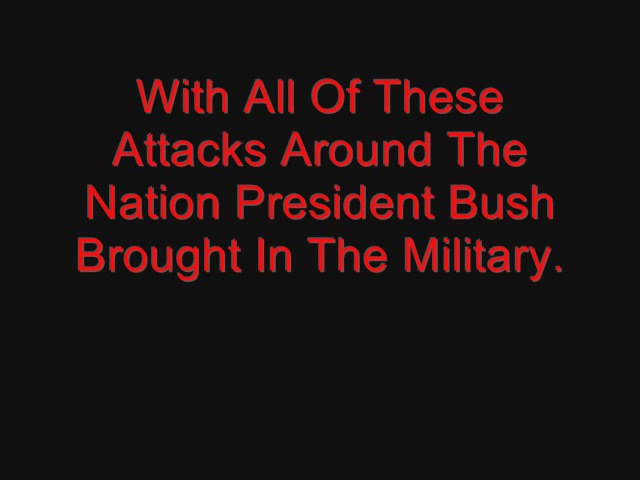 With All Of These
Attacks Around The
Nation President Bush
Brought In The Military.